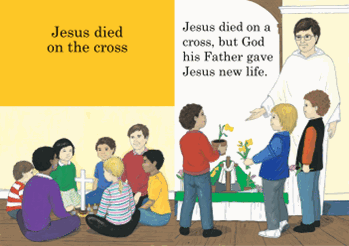 Jesus died
on the cross
Jesus died on a
cross, but God
his Father gave
Jesus new life.